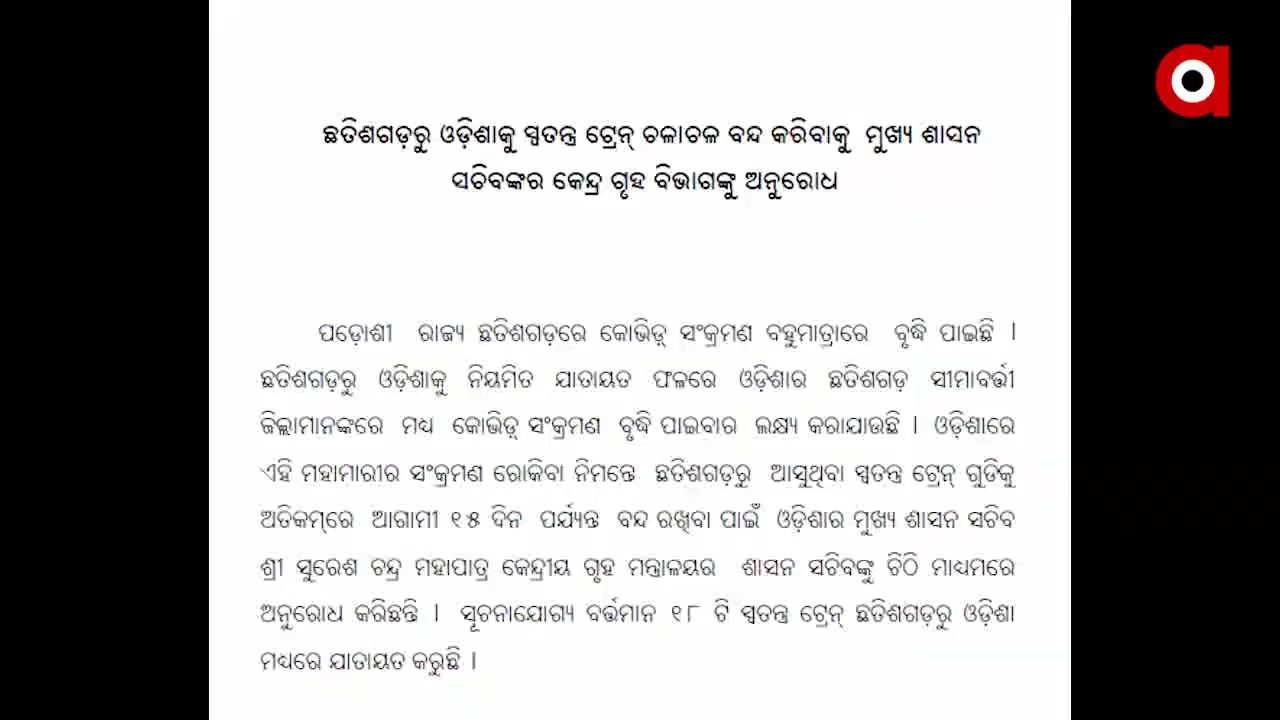 ଛତିଶଗଡ଼ରୁ ଓଡ଼ିଶାକୁ ସ୍ୱତନ୍ତ୍ର ଟ୍ରେନ୍ ଚଳାଚଳ ବନ୍ଦ କରିବାକୁ ମୁଖ୍ୟ ଶାସନ
ସଚିବଙ୍କର କେନ୍ଦ୍ର ଗୃହ ବିଭାଗଙ୍କୁ ଅନୁରୋଧ
ପଡ଼ୋଶୀ ରାଜ୍ୟ ଛତିଶଗଡ଼ରେ କୋଭିଡ଼୍ ସଂକ୍ରମଣ ବହୁମାତ୍ରାରେ ବୃଦ୍ଧି ପାଇଛି ।
ଛତିଶଗଡ଼ରୁ ଓଡ଼ିଶାକୁ ନିୟମିତ ଯାତାୟତ ଫଳରେ ଓଡ଼ିଶାର ଛତିଶଗଡ଼ ସୀମାବର୍ତ୍ତୀ
ଜିଲ୍ଲାମାନଙ୍କରେ ମଧ୍ୟ କୋଭିଡ଼୍ ସଂକ୍ରମଣ ବୃଦ୍ଧି ପାଇବାର ଲକ୍ଷ୍ୟ କରାଯାଉଛି । ଓଡ଼ିଶାରେ
ଏହି ମହାମାରୀର ସଂକ୍ରମଣ ରୋକିବା ନିମନ୍ତେ ଛତିଶଗଡ଼ରୁ ଆସୁଥିବା ସ୍ୱତନ୍ତ୍ର ଟ୍ରେନ୍ ଗୁଡିକୁ
ଅତିକମ୍‌ରେ ଆଗାମୀ ୧୫ ଦିନ ପର୍ଯ୍ୟନ୍ତ ବନ୍ଦ ରଖିବା ପାଇଁ ଓଡ଼ିଶାର ମୁଖ୍ୟ ଶାସନ ସଚିବ
ଶ୍ରୀ ସୁରେଶ ଚନ୍ଦ୍ର ମହାପାତ୍ର କେନ୍ଦ୍ରୀୟ ଗୃହ ମନ୍ତ୍ରାଳୟର ଶାସନ ସଚିବଙ୍କୁ ଚିଠି ମାଧ୍ୟମରେ
ଅନୁରୋଧ କରିଛନ୍ତି । ସୂଚନାଯୋଗ୍ୟ ବର୍ତ୍ତମାନ ୧୮ ଟି ସ୍ୱତନ୍ତ୍ର ଟ୍ରେନ୍ ଛତିଶଗଡ଼ରୁ ଓଡ଼ିଶା
ମଧ୍ୟରେ ଯାତାୟତ କରୁଛି ।